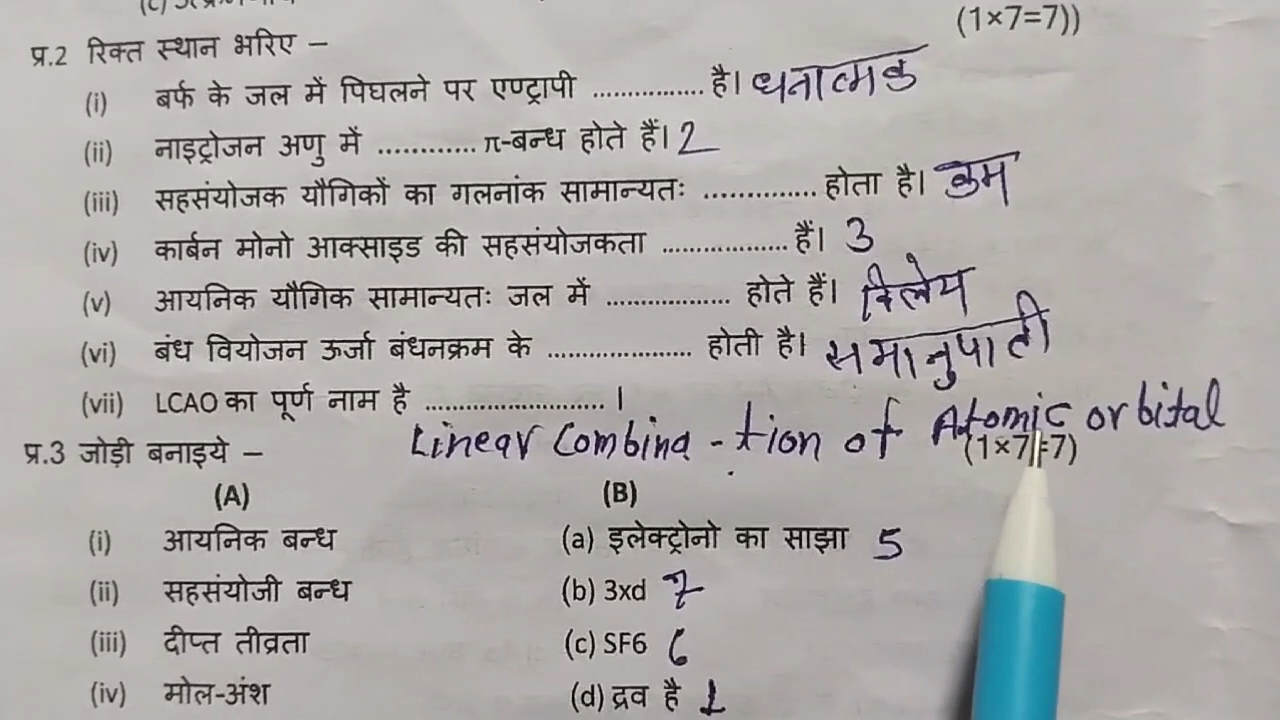 (1×7=7))
प्र.2 रिक्त स्थान भरिए –
(i) बर्फ के जल में पिघलने पर एण्ट्रापी ................ है। धनात्मक
(ii) नाइट्रोजन अणु में ............ π-बन्ध होते हैं। 2
(iii) सहसंयोजक यौगिकों का गलनांक सामान्यतः ............... होता है। कम
(iv) कार्बन मोनो आक्साइड की सहसंयोजकता .................. हैं। 3
(v) आयनिक यौगिक सामान्यतः जल में ................. होते हैं। विलेय
(vi) बंध वियोजन ऊर्जा बंधनक्रम के ..................... होती है। समानुपाती
(vii) LCAO का पूर्ण नाम है .......................... ।
Linear Combina - tion of Atomic orbital
प्र.3 जोड़ी बनाइये – (1×7=7)
(A) (B)
(i) आयनिक बन्ध (a) इलेक्ट्रोनो का साझा 5
(ii) सहसंयोजी बन्ध (b) 3xd 7
(iii) दीप्त तीव्रता (c) SF6 6
(iv) मोल-अंश (d) द्रव है 1